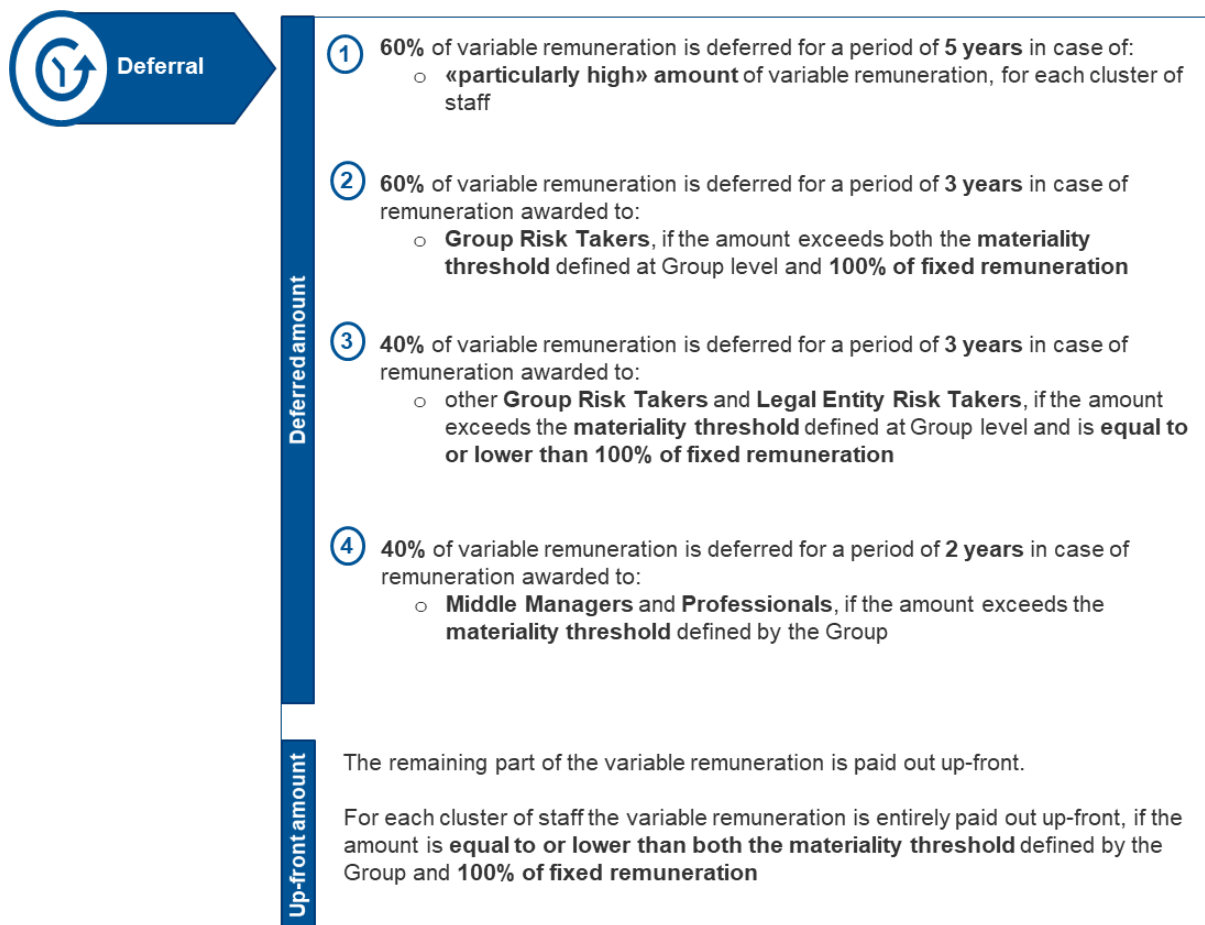 Deferral
Deferred amount
1 60% of variable remuneration is deferred for a period of 5 years in case of:
o «particularly high» amount of variable remuneration, for each cluster of
staff
2 60% of variable remuneration is deferred for a period of 3 years in case of
remuneration awarded to:
o Group Risk Takers, if the amount exceeds both the materiality
threshold defined at Group level and 100% of fixed remuneration
3 40% of variable remuneration is deferred for a period of 3 years in case of
remuneration awarded to:
o other Group Risk Takers and Legal Entity Risk Takers, if the amount
exceeds the materiality threshold defined at Group level and is equal to
or lower than 100% of fixed remuneration
4 40% of variable remuneration is deferred for a period of 2 years in case of
remuneration awarded to:
o Middle Managers and Professionals, if the amount exceeds the
materiality threshold defined by the Group
Up-front amount
The remaining part of the variable remuneration is paid out up-front.
For each cluster of staff the variable remuneration is entirely paid out up-front, if the
amount is equal to or lower than both the materiality threshold defined by the
Group and 100% of fixed remuneration